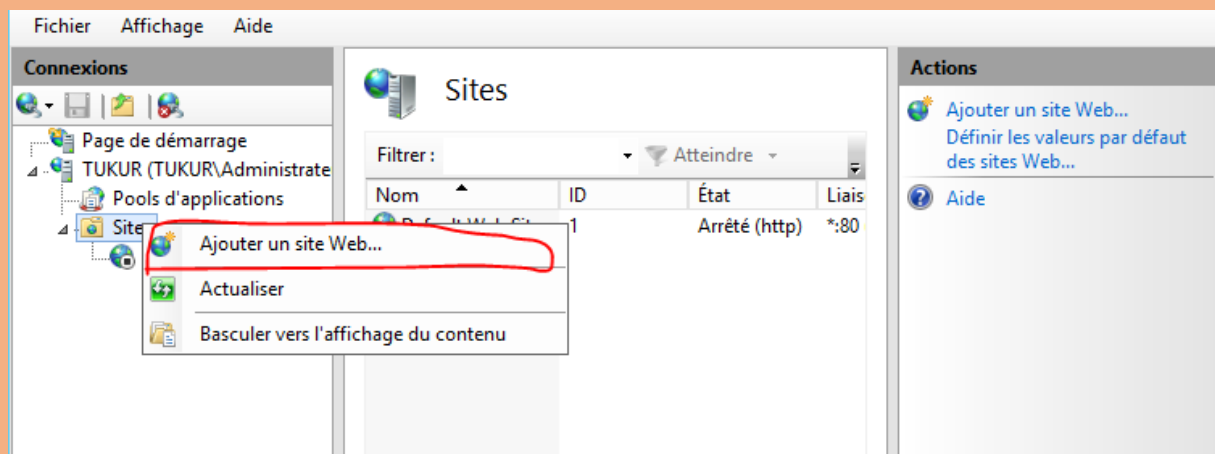 Fichier Affichage Aide
Connexions
Page de démarrage
TUKUR (TUKUR\Administrate
Pools d'applications
Site
Ajouter un site Web...
Actualiser
Basculer vers l'affichage du contenu
Sites
Filtrer : Atteindre
Nom ID État Liais
1 Arrêté (http) *:80
Actions
Ajouter un site Web...
Définir les valeurs par défaut
des sites Web...
Aide